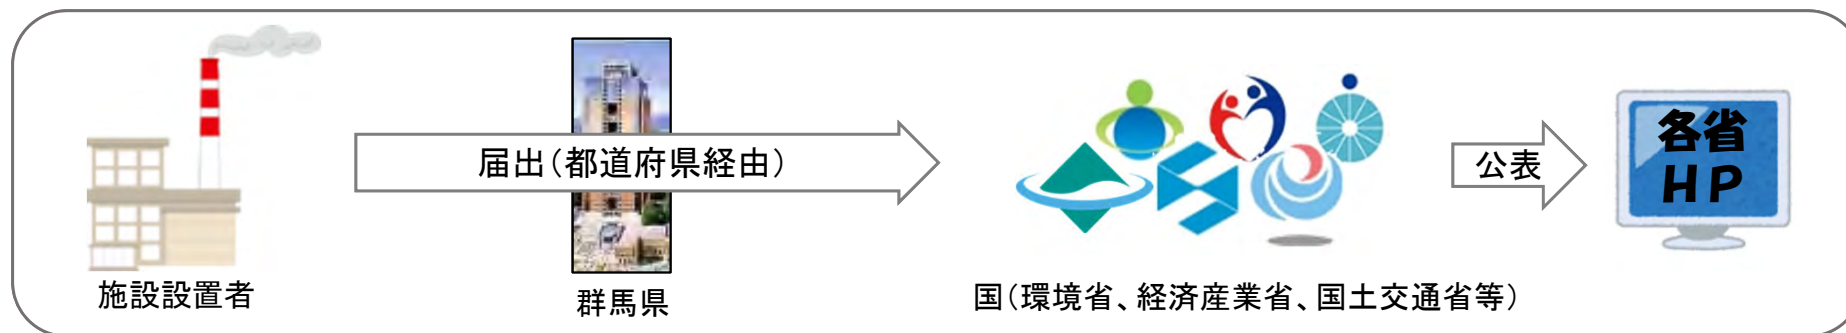 施設設置者
届出（都道府県経由）
群馬県
国（環境省、経済産業省、国土交通省等）
公表
各省
ＨＰ